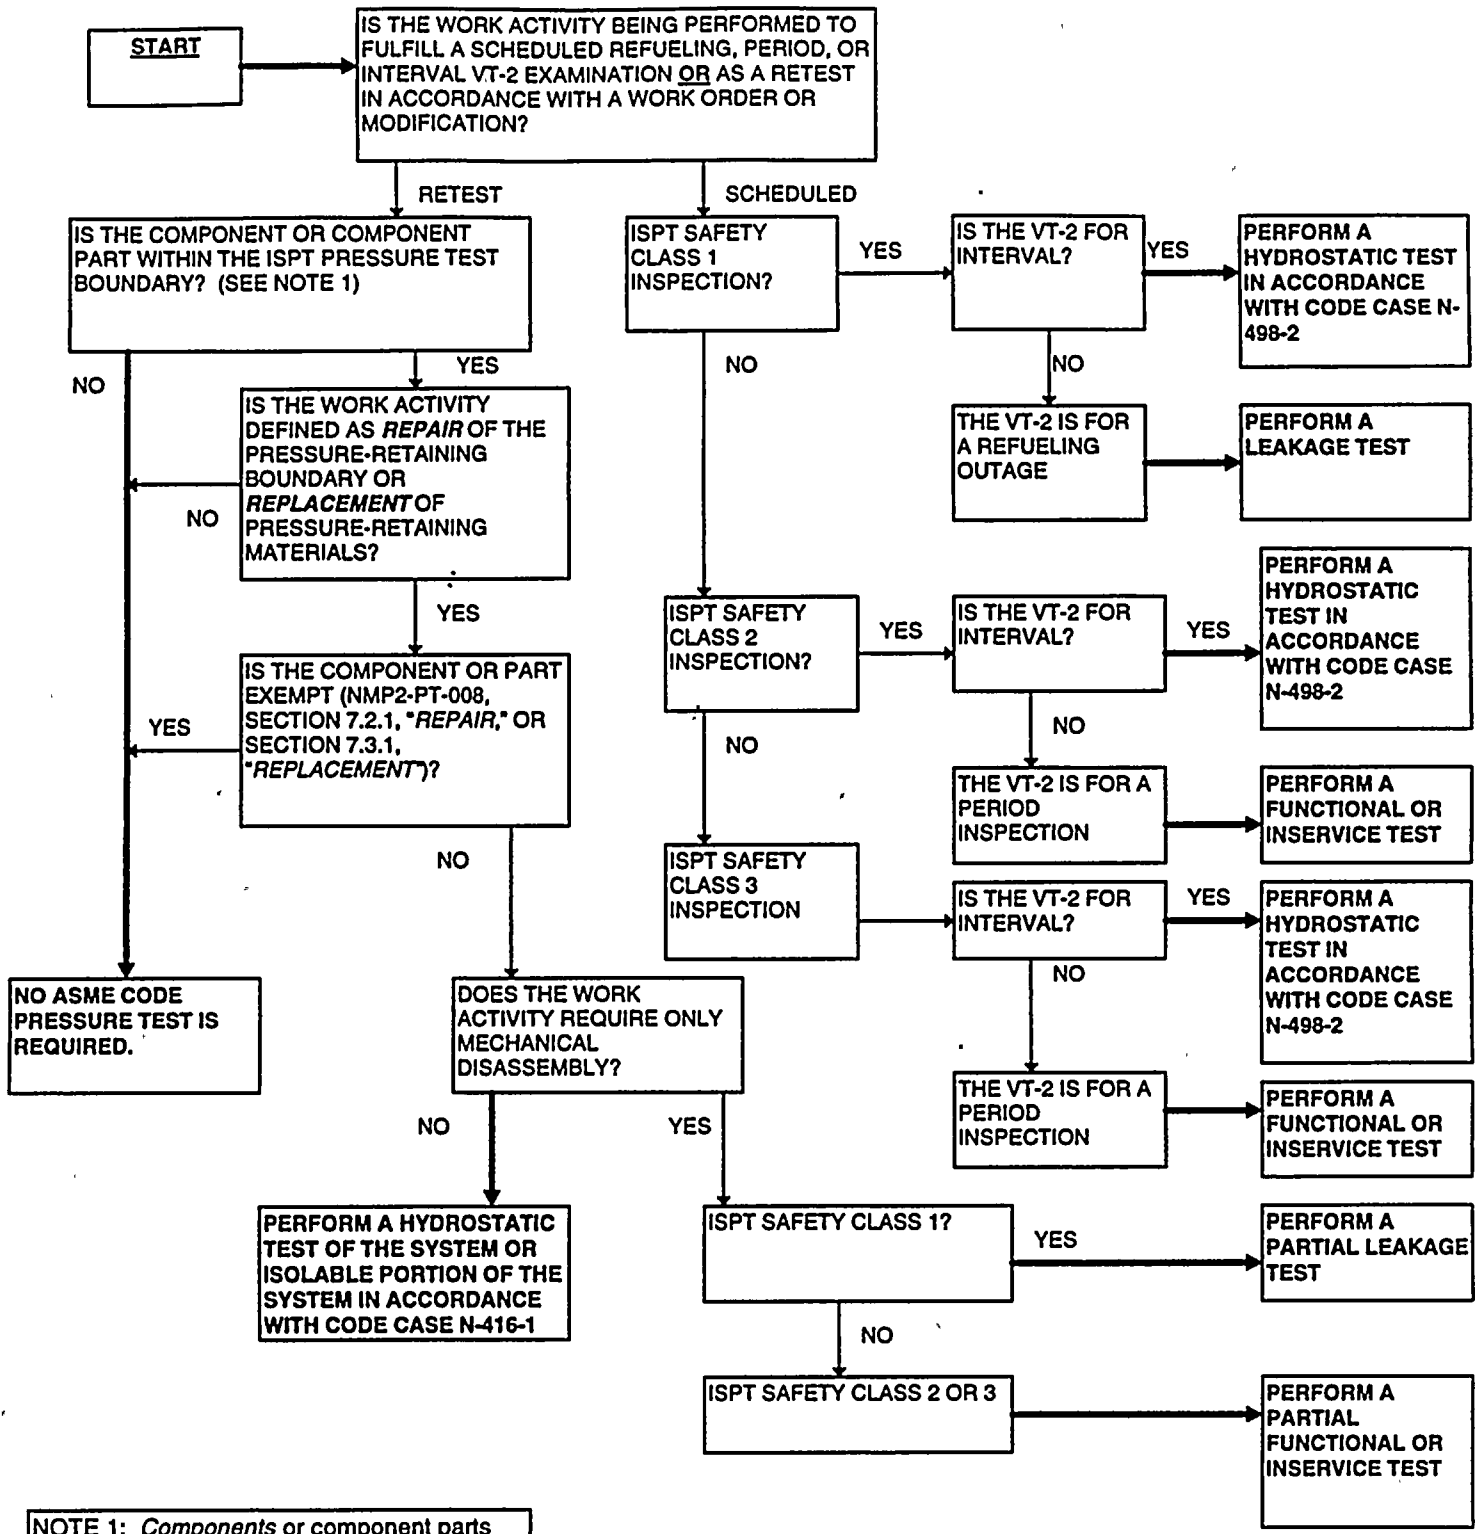 START
IS THE WORK ACTIVITY BEING PERFORMED TO
FULFILL A SCHEDULED REFUELING, PERIOD, OR
INTERVAL VT-2 EXAMINATION OR AS A RETEST
IN ACCORDANCE WITH A WORK ORDER OR
MODIFICATION?
RETEST
SCHEDULED
IS THE COMPONENT OR COMPONENT
PART WITHIN THE ISPT PRESSURE TEST
BOUNDARY? (SEE NOTE 1)
ISPT SAFETY
CLASS 1
INSPECTION?
YES
IS THE VT-2 FOR
INTERVAL?
YES
PERFORM A
HYDROSTATIC TEST
IN ACCORDANCE
WITH CODE CASE N-
498-2
NO
YES
NO
NO
IS THE WORK ACTIVITY
DEFINED AS REPAIR OF THE
PRESSURE-RETAINING
BOUNDARY OR
REPLACEMENT OF
PRESSURE-RETAINING
MATERIALS?
NO
THE VT-2 IS FOR
A REFUELING
OUTAGE
PERFORM A
LEAKAGE TEST
YES
ISPT SAFETY
CLASS 2
INSPECTION?
YES
IS THE VT-2 FOR
INTERVAL?
YES
PERFORM A
HYDROSTATIC
TEST IN
ACCORDANCE
WITH CODE CASE
N-498-2
IS THE COMPONENT OR PART
EXEMPT (NMP2-PT-008,
SECTION 7.2.1, "REPAIR," OR
SECTION 7.3.1,
"REPLACEMENT")?
YES
NO
NO
THE VT-2 IS FOR A
PERIOD
INSPECTION
PERFORM A
FUNCTIONAL OR
INSERVICE TEST
NO
ISPT SAFETY
CLASS 3
INSPECTION
IS THE VT-2 FOR
INTERVAL?
YES
PERFORM A
HYDROSTATIC
TEST IN
ACCORDANCE
WITH CODE CASE
N-498-2
NO
NO ASME CODE
PRESSURE TEST IS
REQUIRED.
DOES THE WORK
ACTIVITY REQUIRE ONLY
MECHANICAL
DISASSEMBLY?
THE VT-2 IS FOR A
PERIOD
INSPECTION
PERFORM A
FUNCTIONAL OR
INSERVICE TEST
NO
YES
PERFORM A HYDROSTATIC
TEST OF THE SYSTEM OR
ISOLABLE PORTION OF THE
SYSTEM IN ACCORDANCE
WITH CODE CASE N-416-1
ISPT SAFETY CLASS 1?
YES
PERFORM A
PARTIAL LEAKAGE
TEST
NO
ISPT SAFETY CLASS 2 OR 3
PERFORM A
PARTIAL
FUNCTIONAL OR
INSERVICE TEST
NOTE 1: Components or component parts